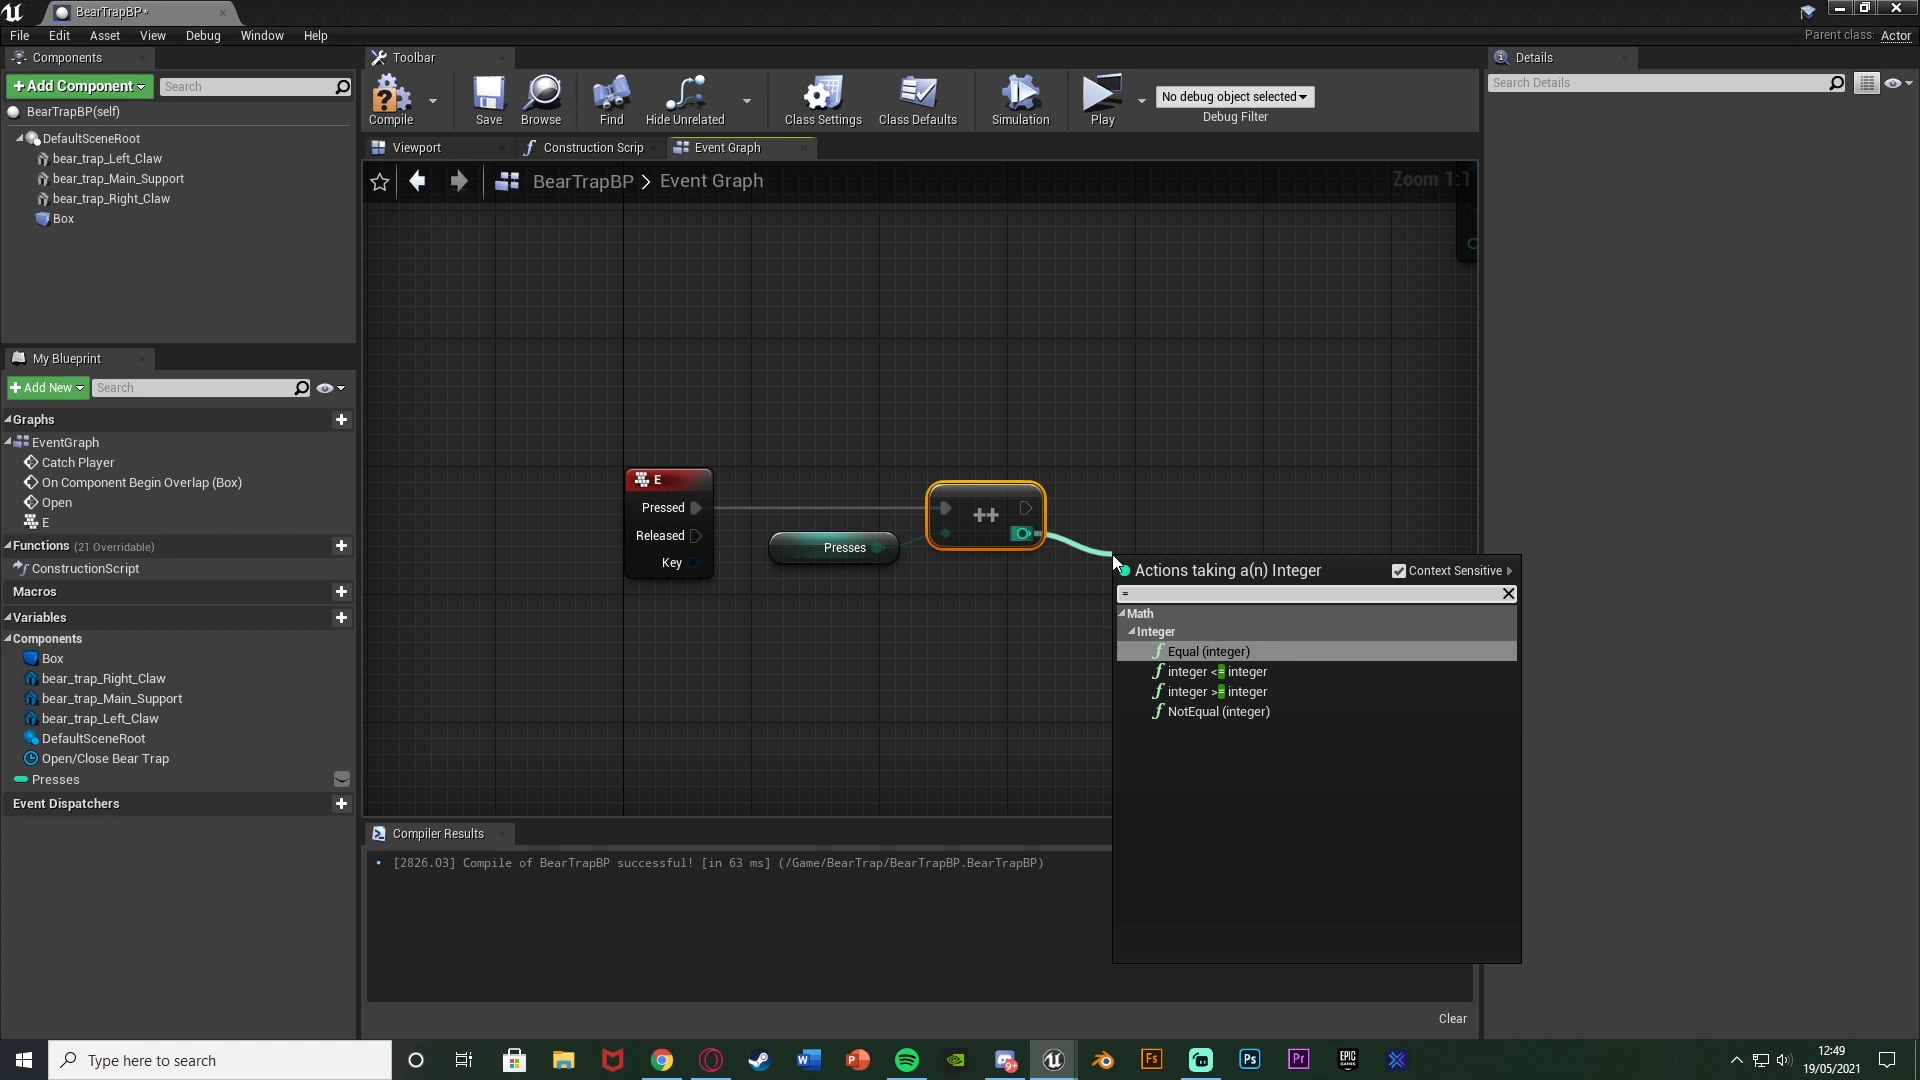 BearTrapBP*
File Edit Asset View Debug Window Help
Parent class: Actor
Components
Toolbar
Details
+Add Component
Search
Search Details
BearTrapBP(self)
DefaultSceneRoot
bear_trap_Left_Claw
bear_trap_Main_Support
bear_trap_Right_Claw
Box
Compile
Save
Browse
Find
Hide Unrelated
Class Settings
Class Defaults
Simulation
Play
No debug object selected
Debug Filter
Viewport
Construction Scrip
Event Graph
BearTrapBP > Event Graph
Zoom 1:1
My Blueprint
+Add New
Search
Graphs
EventGraph
Catch Player
On Component Begin Overlap (Box)
Open
E
Functions (21 Overridable)
ConstructionScript
Macros
Variables
Components
Box
bear_trap_Right_Claw
bear_trap_Main_Support
bear_trap_Left_Claw
DefaultSceneRoot
Open/Close Bear Trap
Presses
Event Dispatchers
E
Pressed
Released
Key
Presses
++
Actions taking a(n) Integer
Context Sensitive
=
Math
Integer
Equal (integer)
integer <= integer
integer >= integer
NotEqual (integer)
Compiler Results
• [2826.03] Compile of BearTrapBP successful! [in 63 ms] (/Game/BearTrap/BearTrapBP.BearTrapBP)
Clear
Type here to search
12:49
19/05/2021